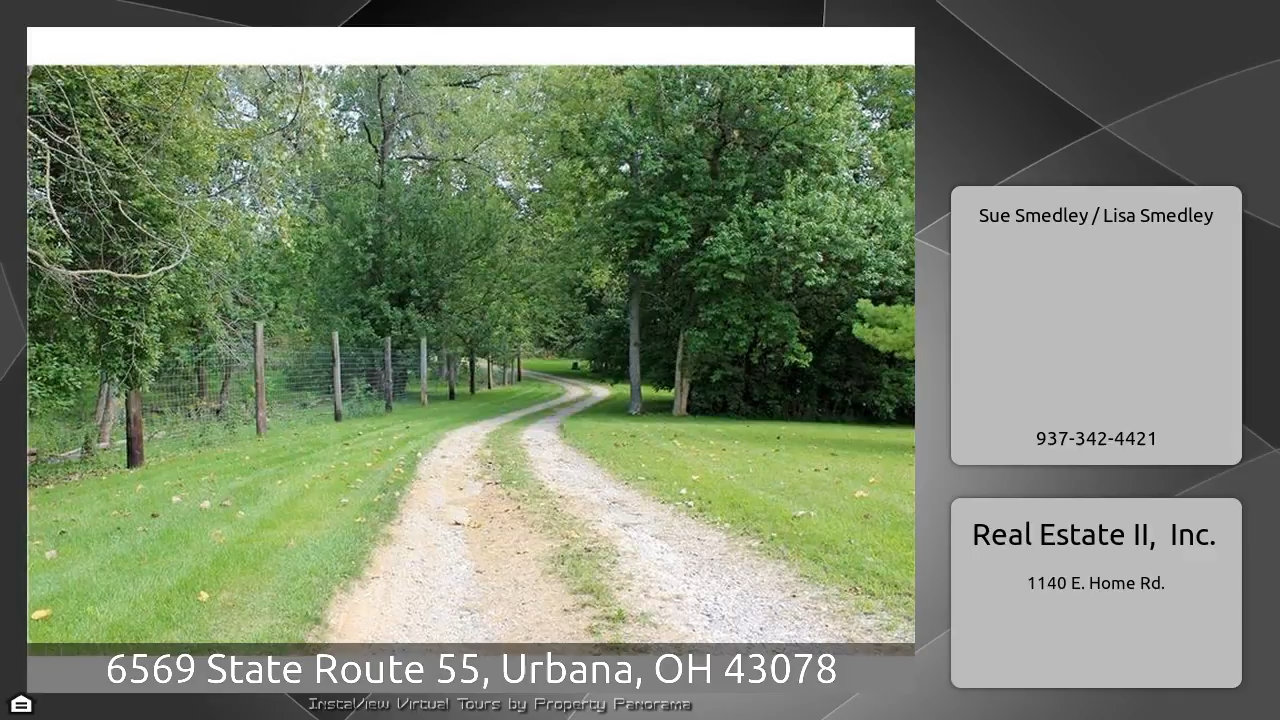 Sue Smedley / Lisa Smedley
937-342-4421
Real Estate II, Inc.
1140 E. Home Rd.
6569 State Route 55, Urbana, OH 43078
InstaView Virtual Tours by Property Panorama